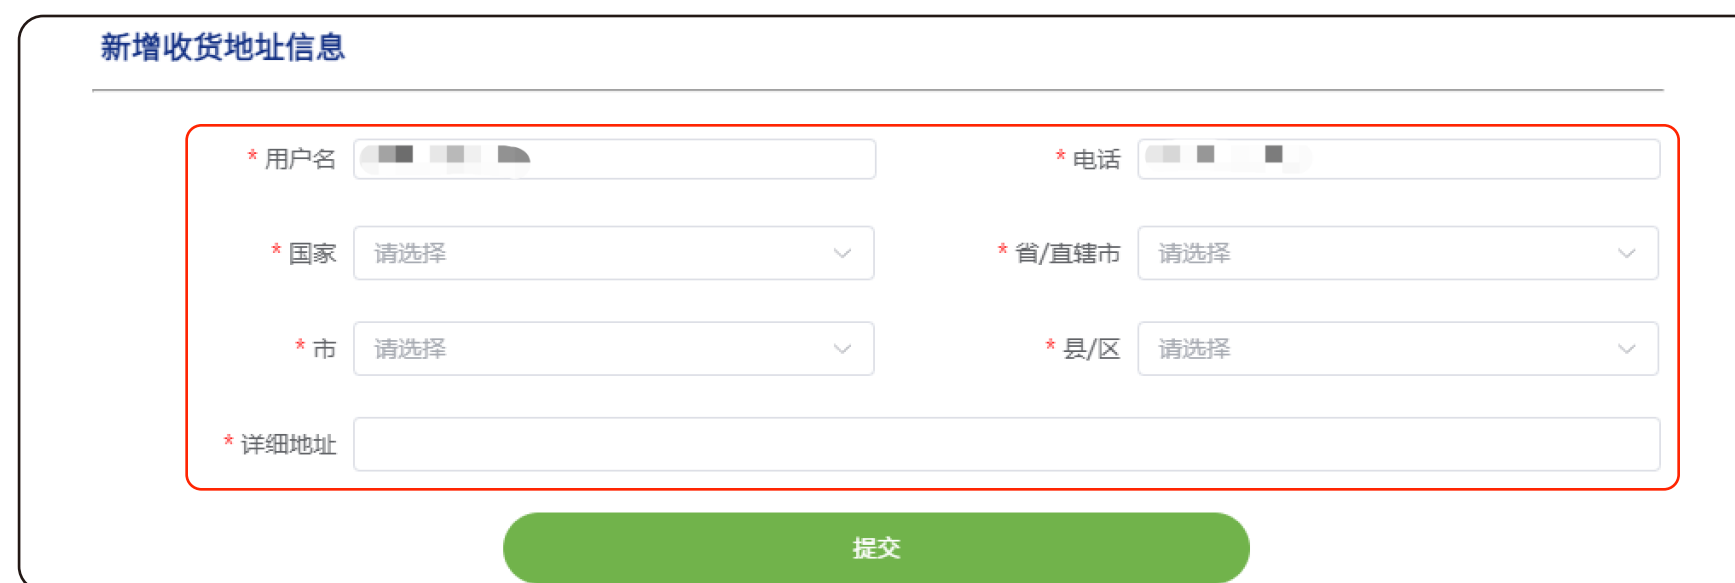 新增收货地址信息
* 用户名 * 电话
* 国家 请选择 * 省/直辖市 请选择
* 市 请选择 * 县/区 请选择
* 详细地址
提交